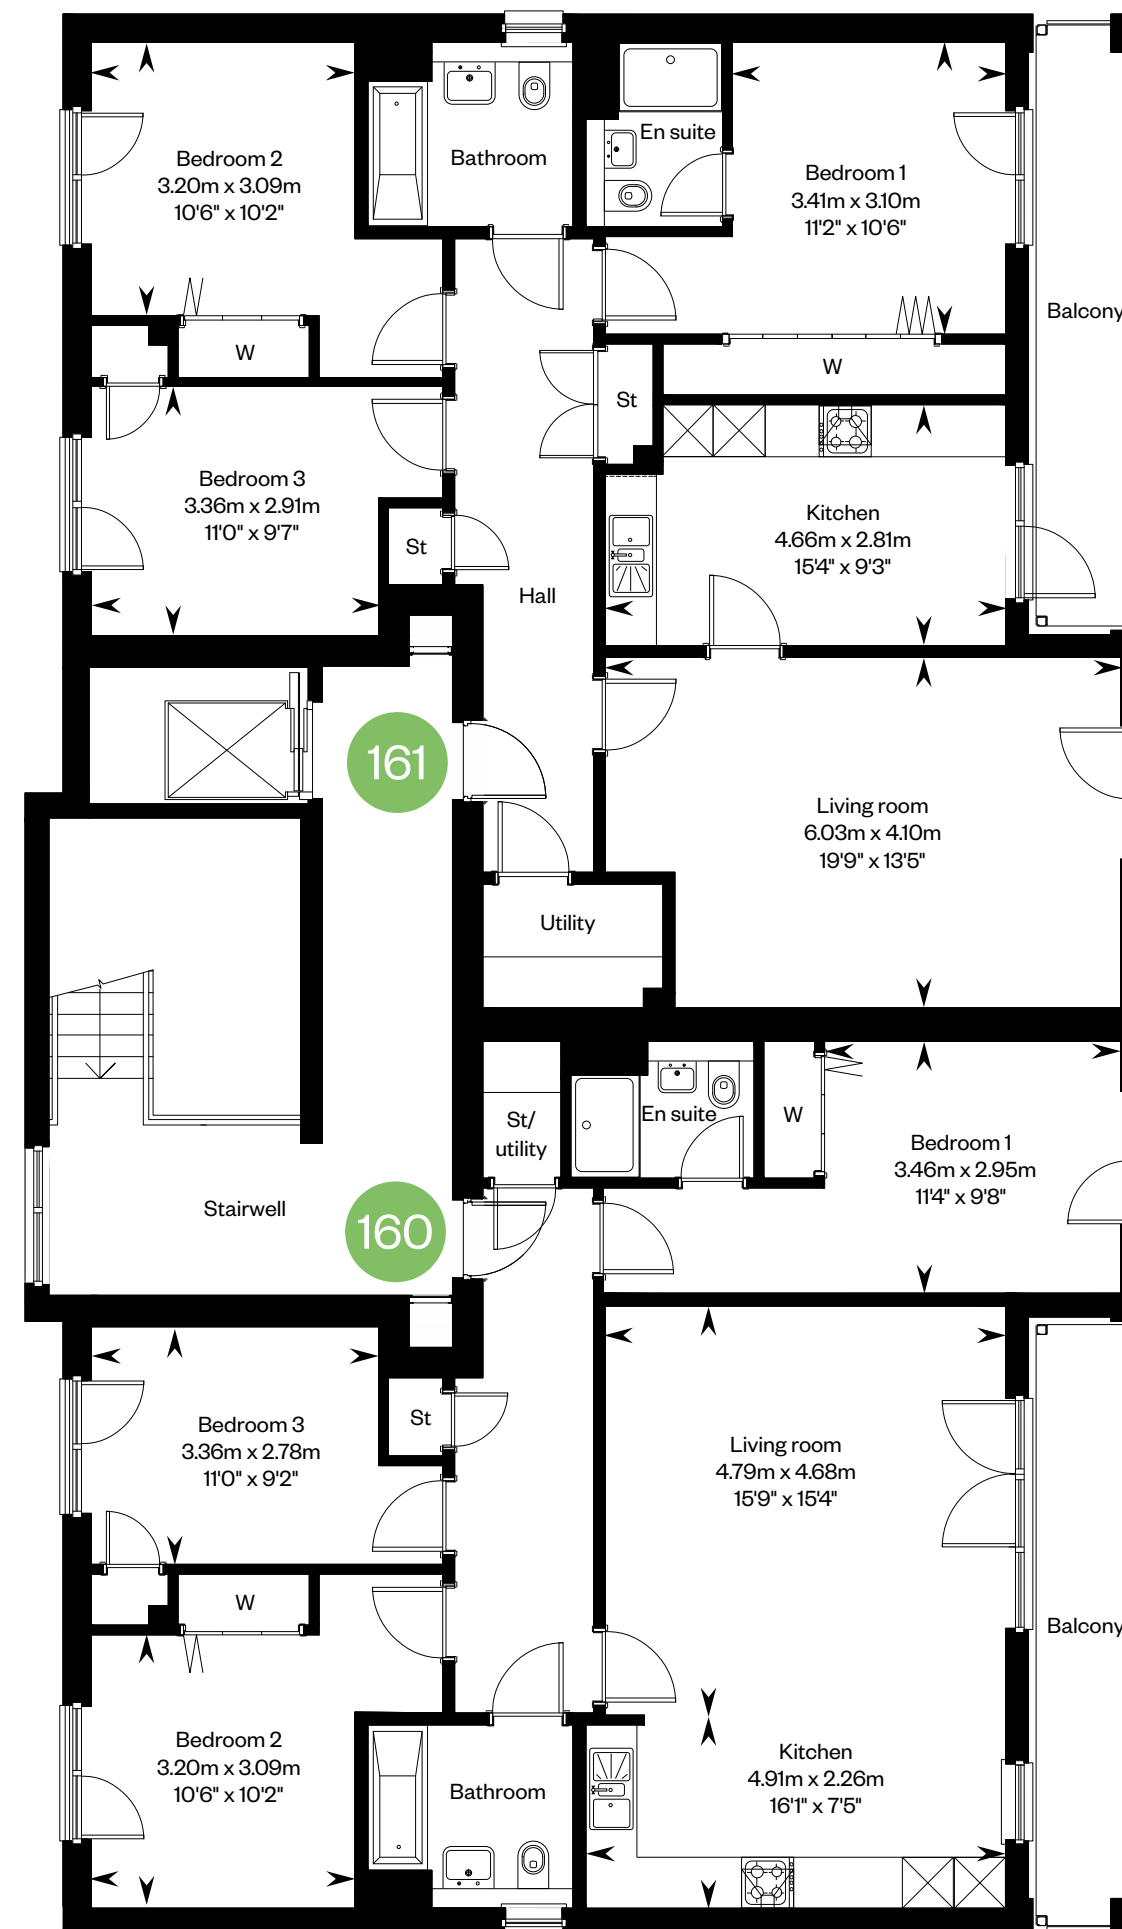 Bedroom 2
3.20m x 3.09m
10'6" x 10'2"
Bathroom
En suite
Bedroom 1
3.41m x 3.10m
11'2" x 10'6"
Balcony
W
W
St
Bedroom 3
3.36m x 2.91m
11'0" x 9'7"
St
Hall
Kitchen
4.66m x 2.81m
15'4" x 9'3"
161
Living room
6.03m x 4.10m
19'9" x 13'5"
Utility
St/
utility
En suite
W
Bedroom 1
3.46m x 2.95m
11'4" x 9'8"
Stairwell
160
Bedroom 3
3.36m x 2.78m
11'0" x 9'2"
St
Living room
4.79m x 4.68m
15'9" x 15'4"
W
Balcony
Bedroom 2
3.20m x 3.09m
10'6" x 10'2"
Bathroom
Kitchen
4.91m x 2.26m
16'1" x 7'5"